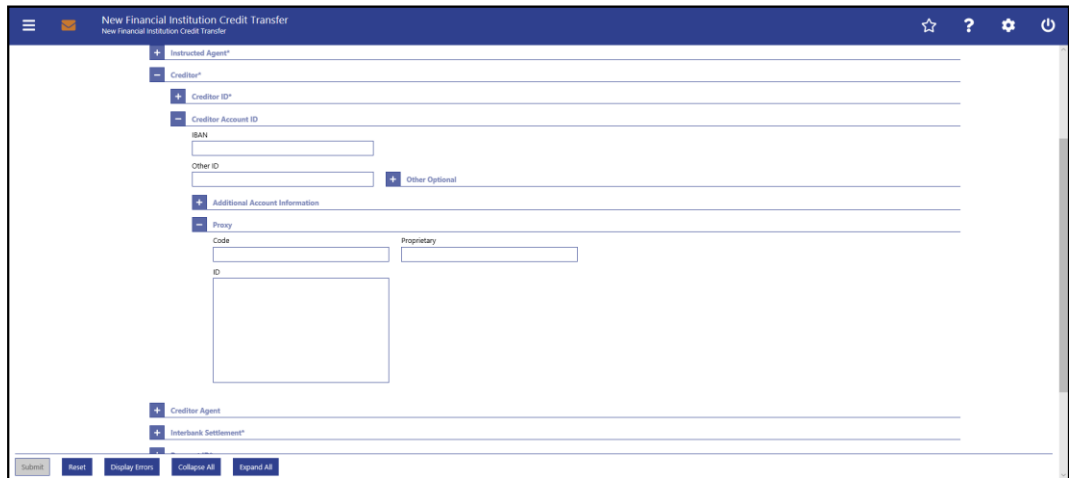 New Financial Institution Credit Transfer
New Financial Institution Credit Transfer
?
+ Instructed Agent*
− Creditor*
+ Creditor ID*
− Creditor Account ID
IBAN
Other ID
+ Other Optional
+ Additional Account Information
− Proxy
Code Proprietary
ID
+ Creditor Agent
+ Interbank Settlement*
Submit Reset Display Errors Collapse All Expand All